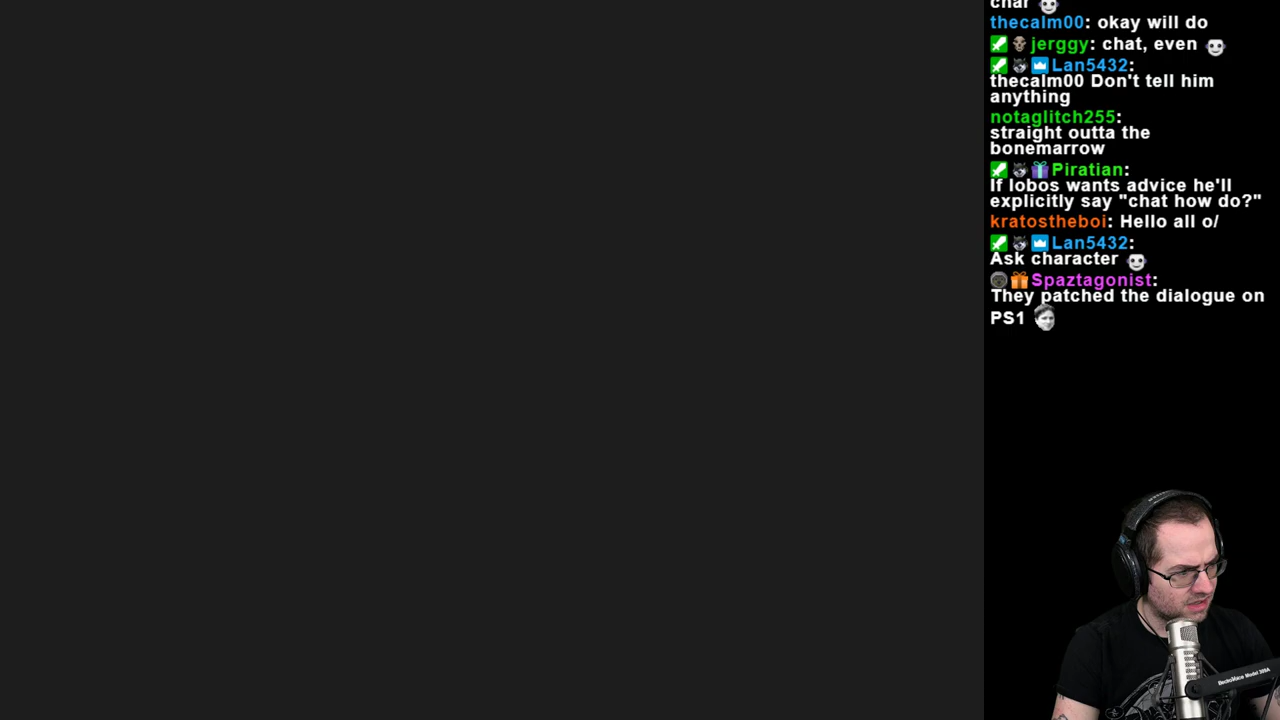 char
thecalm00: okay will do
jerggy: chat, even
Lan5432:
thecalm00 Don't tell him
anything
notaglitch255:
straight outta the
bonemarrow
Piratian:
If lobos wants advice he'll
explicitly say "chat how do?"
kratostheboi: Hello all o/
Lan5432:
Ask character
Spaztagonist:
They patched the dialogue on
PS1